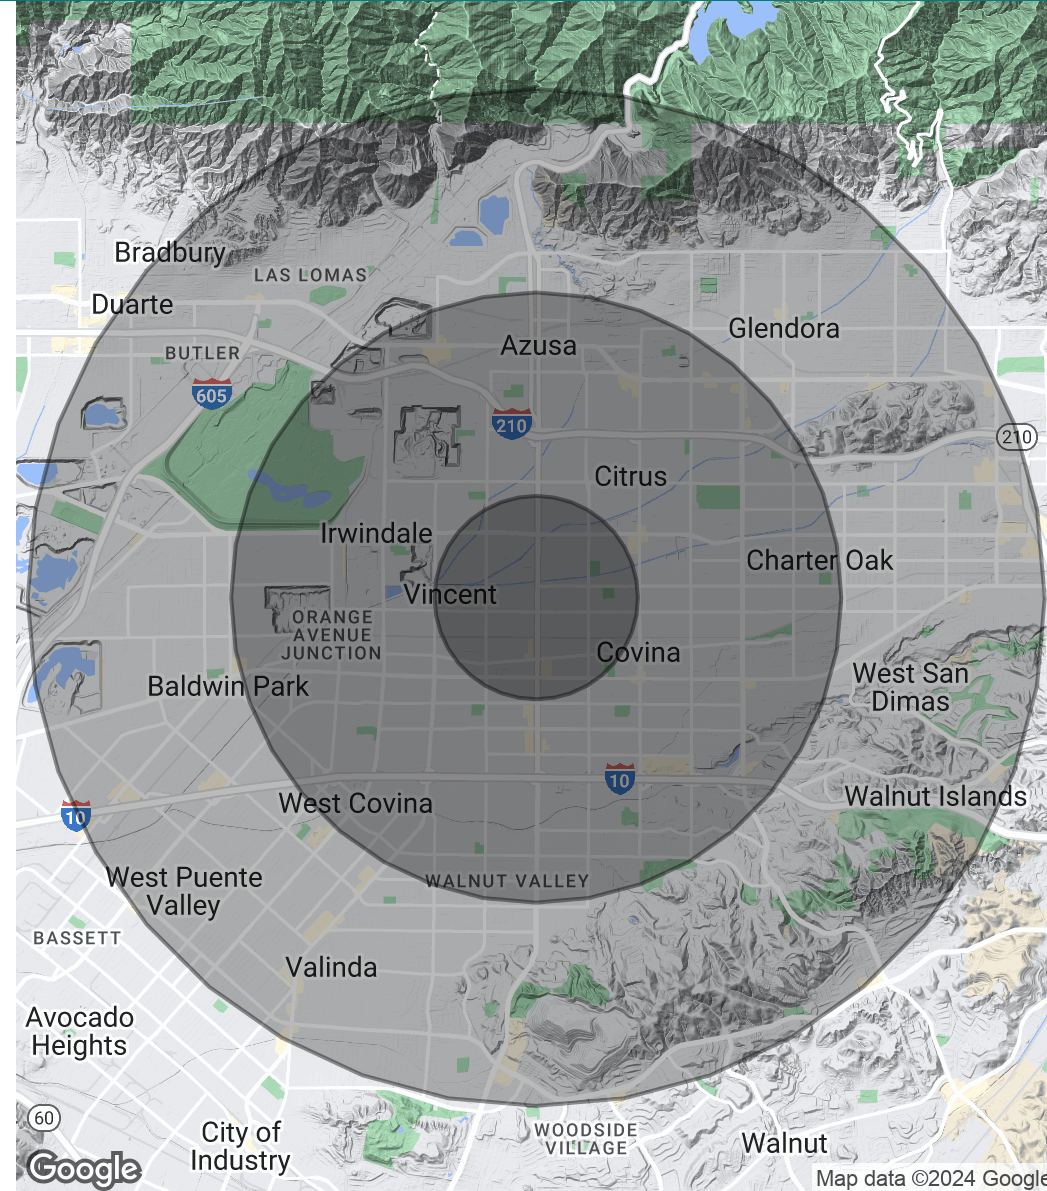 Bradbury
LAS LOMAS
Duarte
Glendora
Azusa
BUTLER
605
210
210
Citrus
Irwindale
Charter Oak
Vincent
ORANGE
AVENUE
JUNCTION
Covina
West San
Dimas
Baldwin Park
10
Walnut Islands
West Covina
10
West Puente
Valley
WALNUT VALLEY
BASSETT
Valinda
Avocado
Heights
60
City of
Industry
WOODSIDE
VILLAGE
Walnut
Google
Map data ©2024 Google